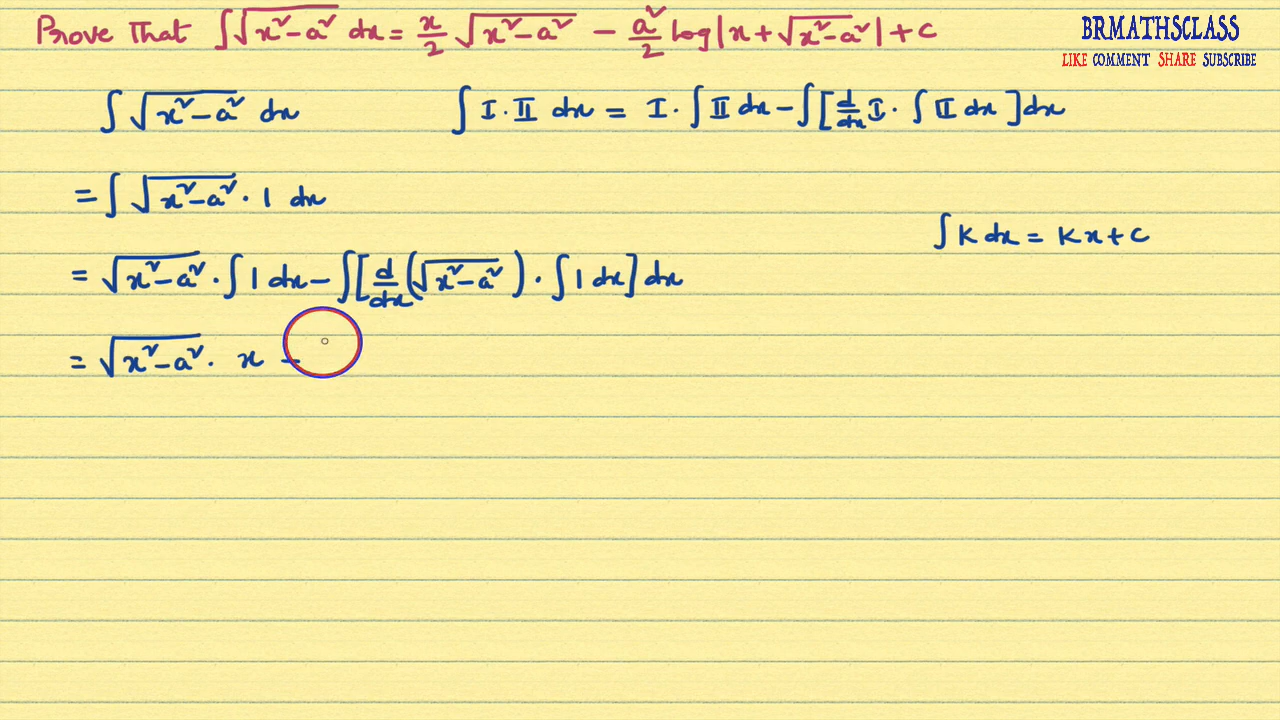 Prove That ∫√(x²-a²) dx = x/2 √(x²-a²) - a²/2 log|x+√(x²-a²)|+c
BRMATHSCLASS
LIKE COMMENT SHARE SUBSCRIBE
∫√(x²-a²) dx
∫ I·II dx = I·∫ II dx - ∫[d/dx I · ∫ II dx]dx
= ∫√(x²-a²) · 1 dx
∫K dx = Kx+c
= √(x²-a²) · ∫1 dx - ∫[d/dx(√(x²-a²)) · ∫1 dx]dx
= √(x²-a²) · x -